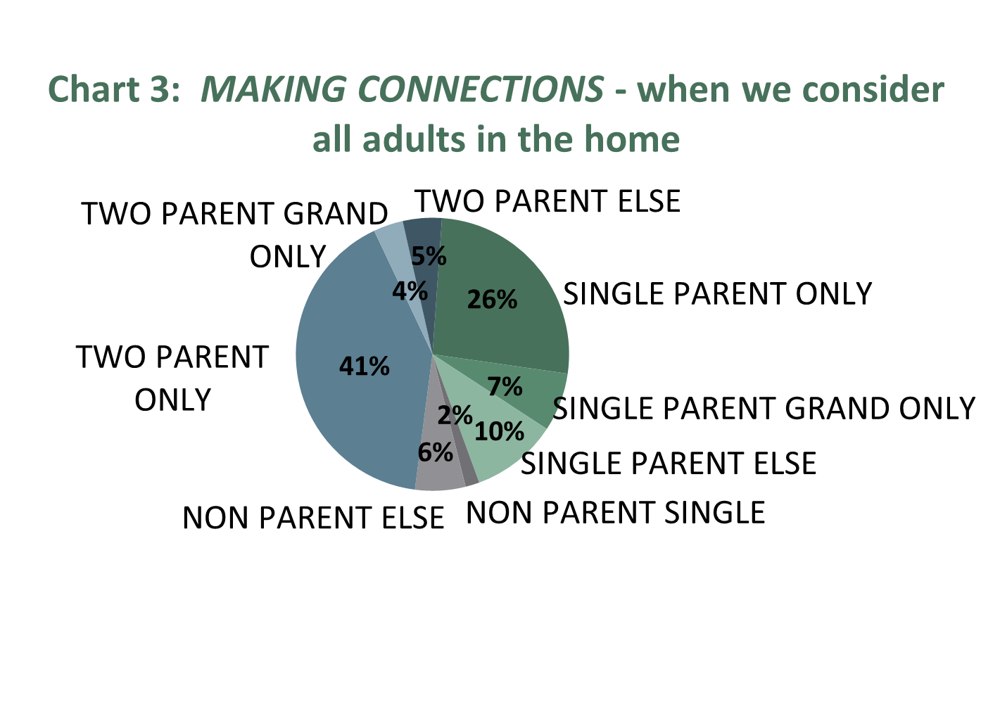 Chart 3:  MAKING CONNECTIONS - when we consider
all adults in the home
TWO PARENT ELSE
TWO PARENT GRAND
ONLY
5%
4%
26%
SINGLE PARENT ONLY
TWO PARENT
ONLY
41%
7%
SINGLE PARENT GRAND ONLY
2%
10%
6%
SINGLE PARENT ELSE
NON PARENT ELSE
NON PARENT SINGLE